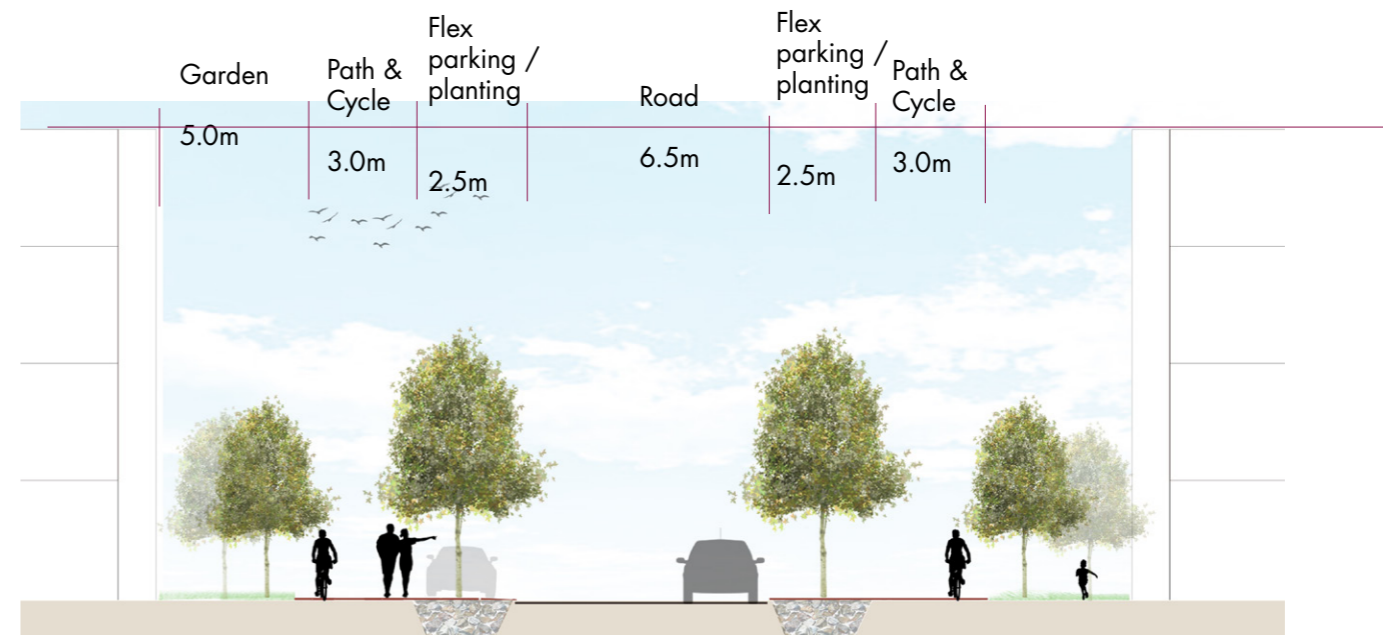 Garden
5.0m
Path &
Cycle
3.0m
Flex
parking /
planting
2.5m
Road
6.5m
Flex
parking /
planting
2.5m
Path &
Cycle
3.0m